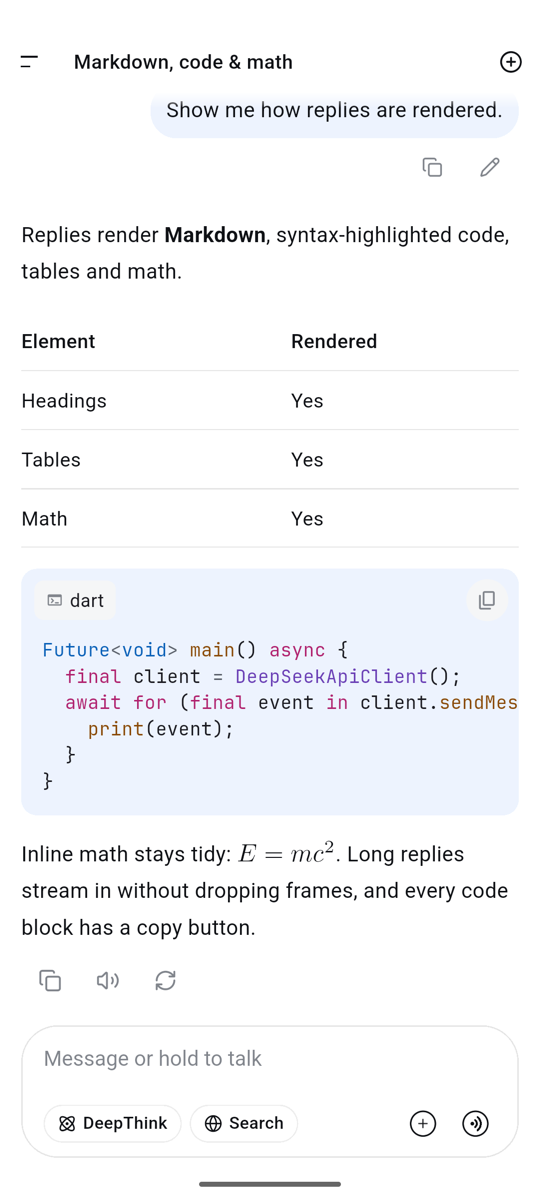 Markdown, code & math
Show me how replies are rendered.
Replies render Markdown, syntax-highlighted code,
tables and math.
Element Rendered
Headings Yes
Tables Yes
Math Yes
dart
Future<void> main() async {
  final client = DeepSeekApiClient();
  await for (final event in client.sendMes
    print(event);
  }
}
Inline math stays tidy: E = mc². Long replies
stream in without dropping frames, and every code
block has a copy button.
Message or hold to talk
DeepThink Search